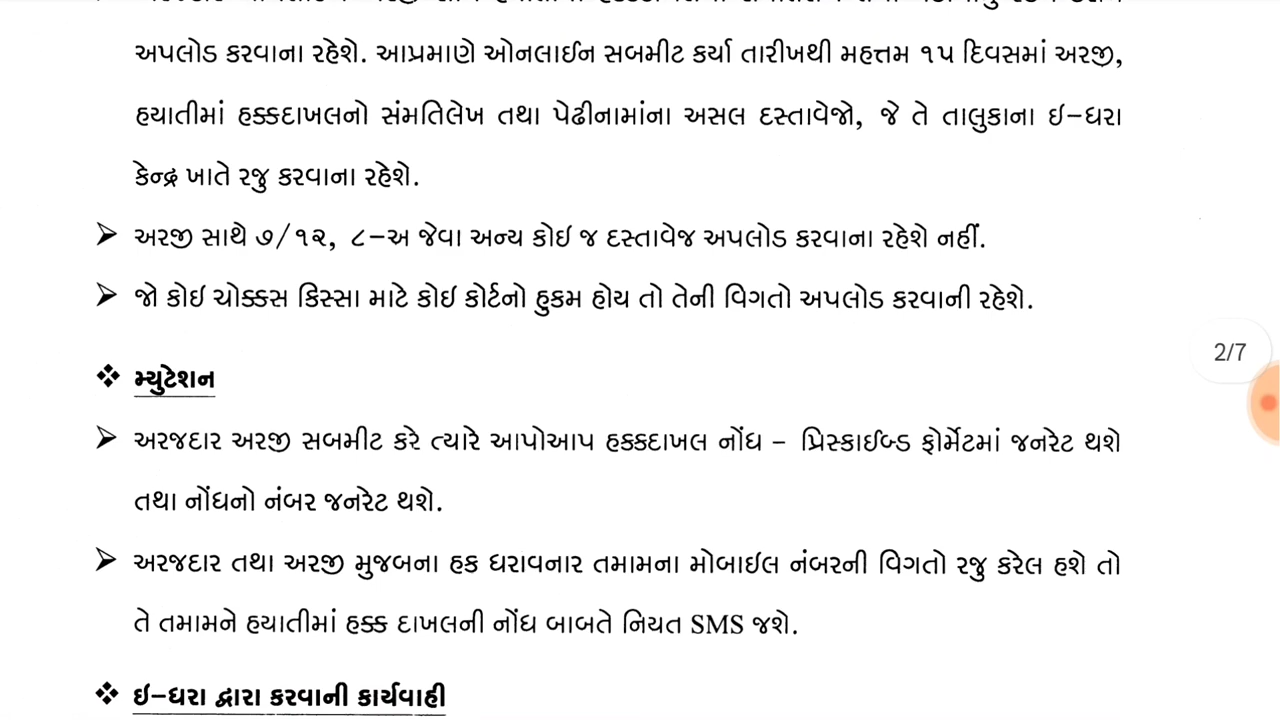 અપલોડ કરવાના રહેશે. આપ્રમાણે ઓનલાઈન સબમીટ કર્યા તારીખથી મહત્તમ ૧૫ દિવસમાં અરજી,
હયાતીમાં હક્કદાખલનો સંમતિલેખ તથા પેઢીનામાંના અસલ દસ્તાવેજો, જે તે તાલુકાના ઇ-ધરા
કેન્દ્ર ખાતે રજુ કરવાના રહેશે.
➢ અરજી સાથે ૭/૧૨, ૮-અ જેવા અન્ય કોઇ જ દસ્તાવેજ અપલોડ કરવાના રહેશે નહીં.
➢ જો કોઇ ચોક્કસ કિસ્સા માટે કોઇ કોર્ટનો હુકમ હોય તો તેની વિગતો અપલોડ કરવાની રહેશે.
2/7
❖ મ્યુટેશન
➢ અરજદાર અરજી સબમીટ કરે ત્યારે આપોઆપ હક્કદાખલ નોંધ – પ્રિસ્કાઈબ્ડ ફોર્મેટમાં જનરેટ થશે
તથા નોંધનો નંબર જનરેટ થશે.
➢ અરજદાર તથા અરજી મુજબના હક ધરાવનાર તમામના મોબાઈલ નંબરની વિગતો રજુ કરેલ હશે તો
તે તમામને હયાતીમાં હક્ક દાખલની નોંધ બાબતે નિયત SMS જશે.
❖ ઇ-ધરા દ્વારા કરવાની કાર્યવાહી